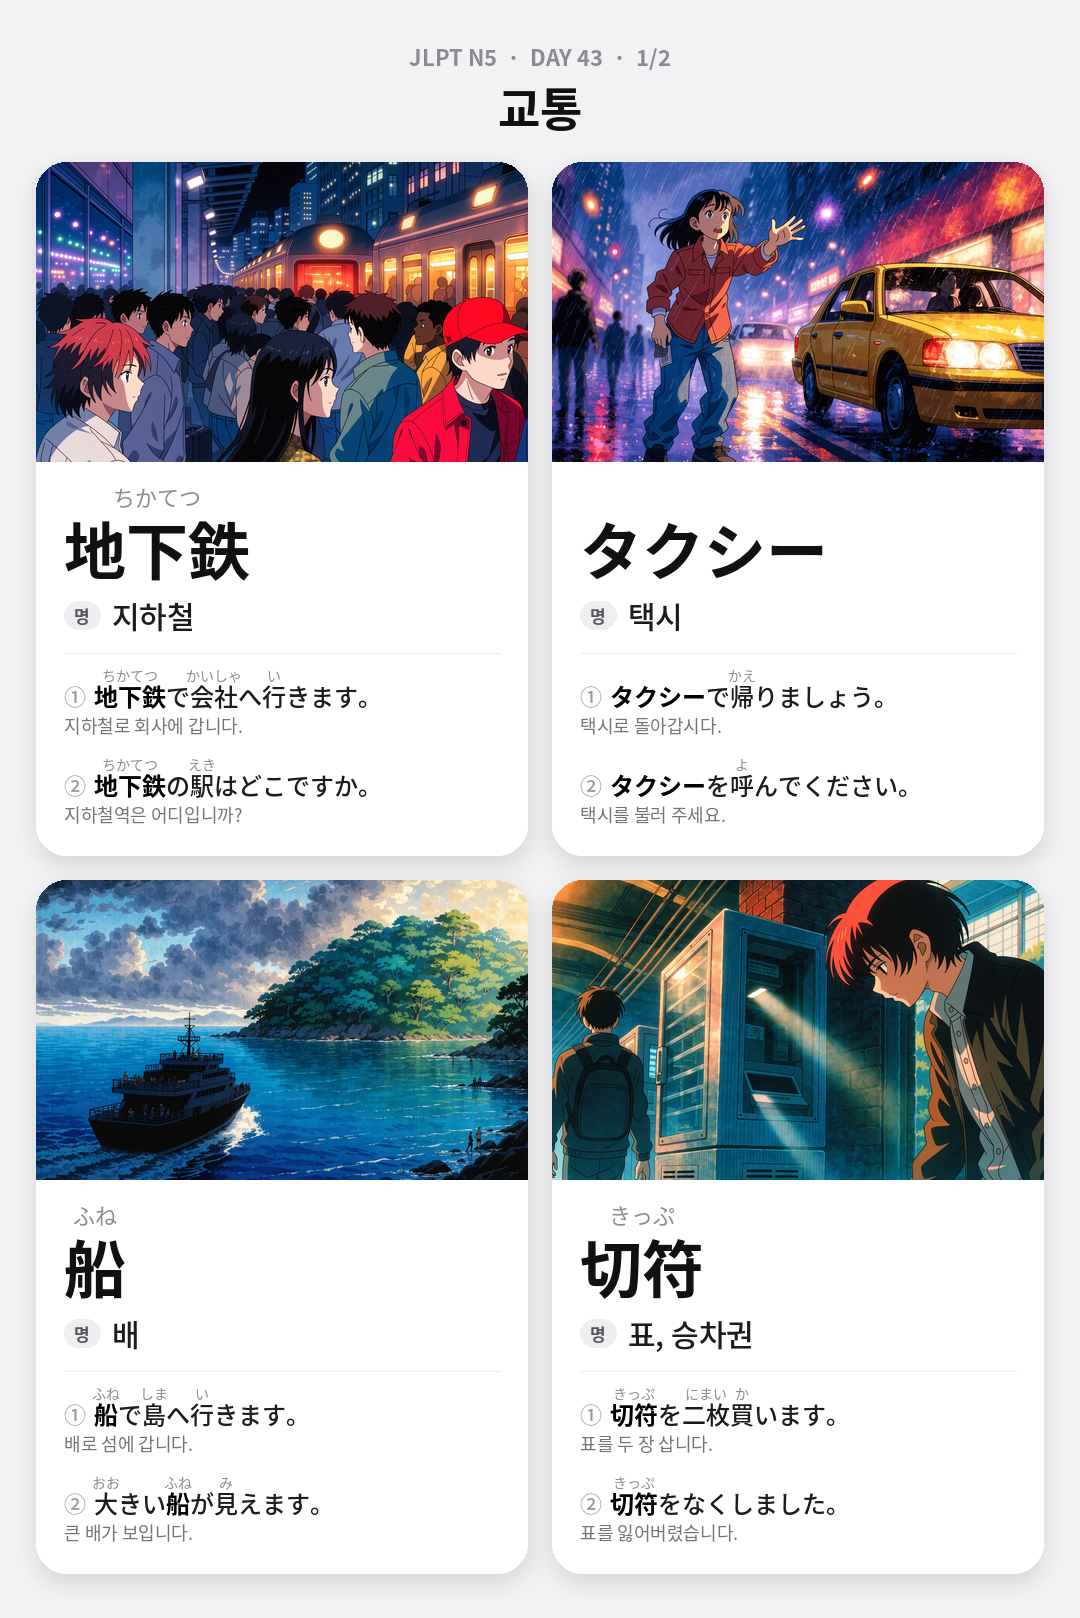 JLPT N5 · DAY 43 · 1/2
교통
ちかてつ
地下鉄
명 지하철
ちかてつ かいしゃ い
① 地下鉄で会社へ行きます。
지하철로 회사에 갑니다.
ちかてつ えき
② 地下鉄の駅はどこですか。
지하철역은 어디입니까?
タクシー
명 택시
かえ
① タクシーで帰りましょう。
택시로 돌아갑시다.
よ
② タクシーを呼んでください。
택시를 불러 주세요.
ふね
船
명 배
ふね しま い
① 船で島へ行きます。
배로 섬에 갑니다.
おお ふね み
② 大きい船が見えます。
큰 배가 보입니다.
きっぷ
切符
명 표, 승차권
きっぷ にまい か
① 切符を二枚買います。
표를 두 장 삽니다.
きっぷ
② 切符をなくしました。
표를 잃어버렸습니다.